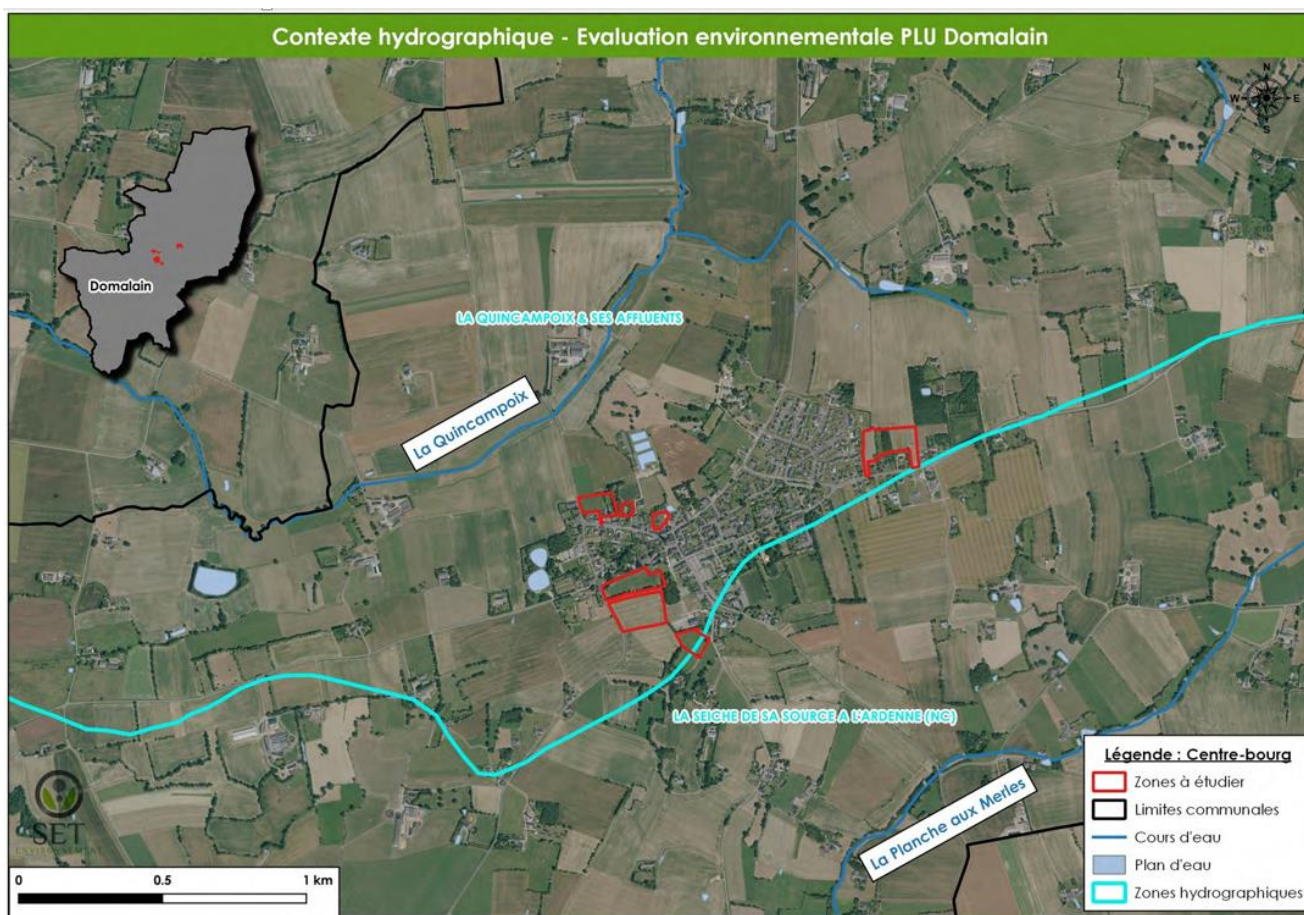 Contexte hydrographique - Evaluation environnementale PLU Domalain
N
W
E
S
Domalain
LA QUINCAMPOIX & SES AFFLUENTS
La Quincampoix
LA SEICHE DE SA SOURCE A L'ARDENNE (NC)
La Planche aux Merles
SET
ENVIRONNEMENT
0 0.5 1 km
Légende : Centre-bourg
Zones à étudier
Limites communales
Cours d'eau
Plan d'eau
Zones hydrographiques